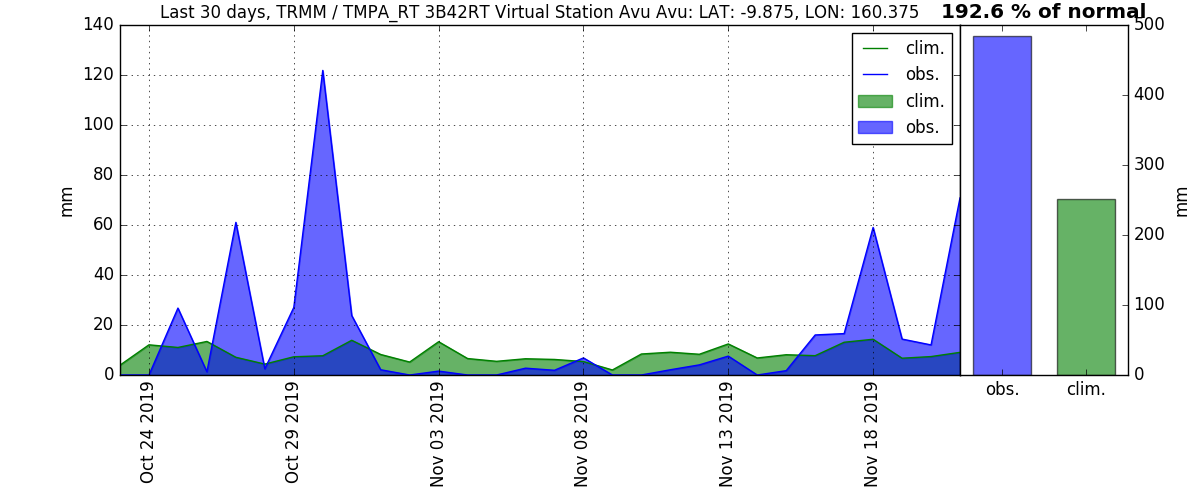 Last 30 days, TRMM / TMPA_RT 3B42RT Virtual Station Avu Avu: LAT: -9.875, LON: 160.375
192.6 % of normal
140
120
100
80
60
40
20
0
mm
Oct 24 2019
Oct 29 2019
Nov 03 2019
Nov 08 2019
Nov 13 2019
Nov 18 2019
clim.
obs.
clim.
obs.
500
400
300
200
100
0
mm
obs.
clim.